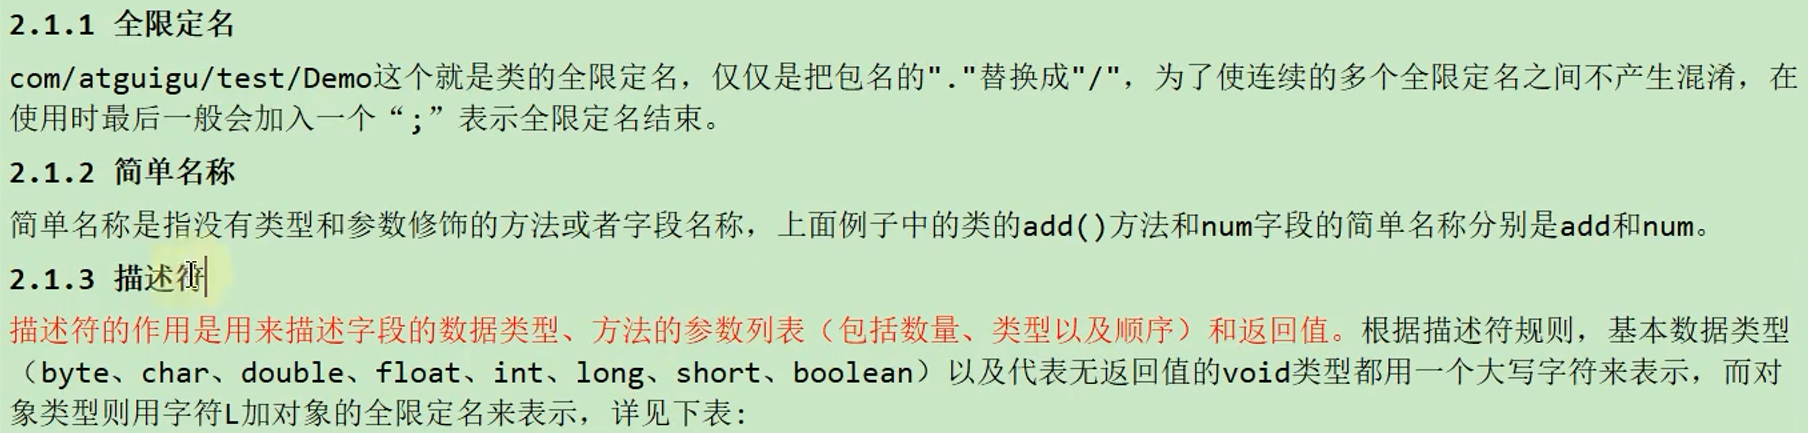 2.1.1 全限定名
com/atguigu/test/Demo这个就是类的全限定名，仅仅是把包名的"."替换成"/"，为了使连续的多个全限定名之间不产生混淆，在
使用时最后一般会加入一个“;”表示全限定名结束。
2.1.2 简单名称
简单名称是指没有类型和参数修饰的方法或者字段名称，上面例子中的类的add()方法和num字段的简单名称分别是add和num。
2.1.3 描述符
描述符的作用是用来描述字段的数据类型、方法的参数列表（包括数量、类型以及顺序）和返回值。根据描述符规则，基本数据类型
（byte、char、double、float、int、long、short、boolean）以及代表无返回值的void类型都用一个大写字符来表示，而对
象类型则用字符L加对象的全限定名来表示，详见下表: